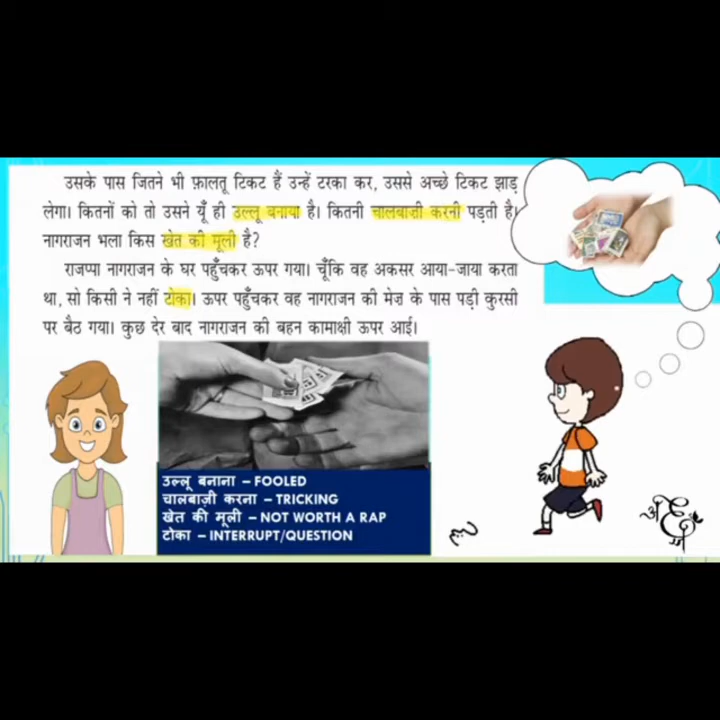 उसके पास जितने भी फ़ालतू टिकट हैं उन्हें टरका कर, उससे अच्छे टिकट झाड़
लेगा। कितनों को तो उसने यूँ ही उल्लू बनाया है। कितनी चालबाज़ी करनी पड़ती है।
नागराजन भला किस खेत की मूली है?
राजप्पा नागराजन के घर पहुँचकर ऊपर गया। चूँकि वह अकसर आया-जाया करता
था, सो किसी ने नहीं टोका। ऊपर पहुँचकर वह नागराजन की मेज़ के पास पड़ी कुरसी
पर बैठ गया। कुछ देर बाद नागराजन की बहन कामाक्षी ऊपर आई।
उल्लू बनाना – FOOLED
चालबाज़ी करना – TRICKING
खेत की मूली – NOT WORTH A RAP
टोका – INTERRUPT/QUESTION